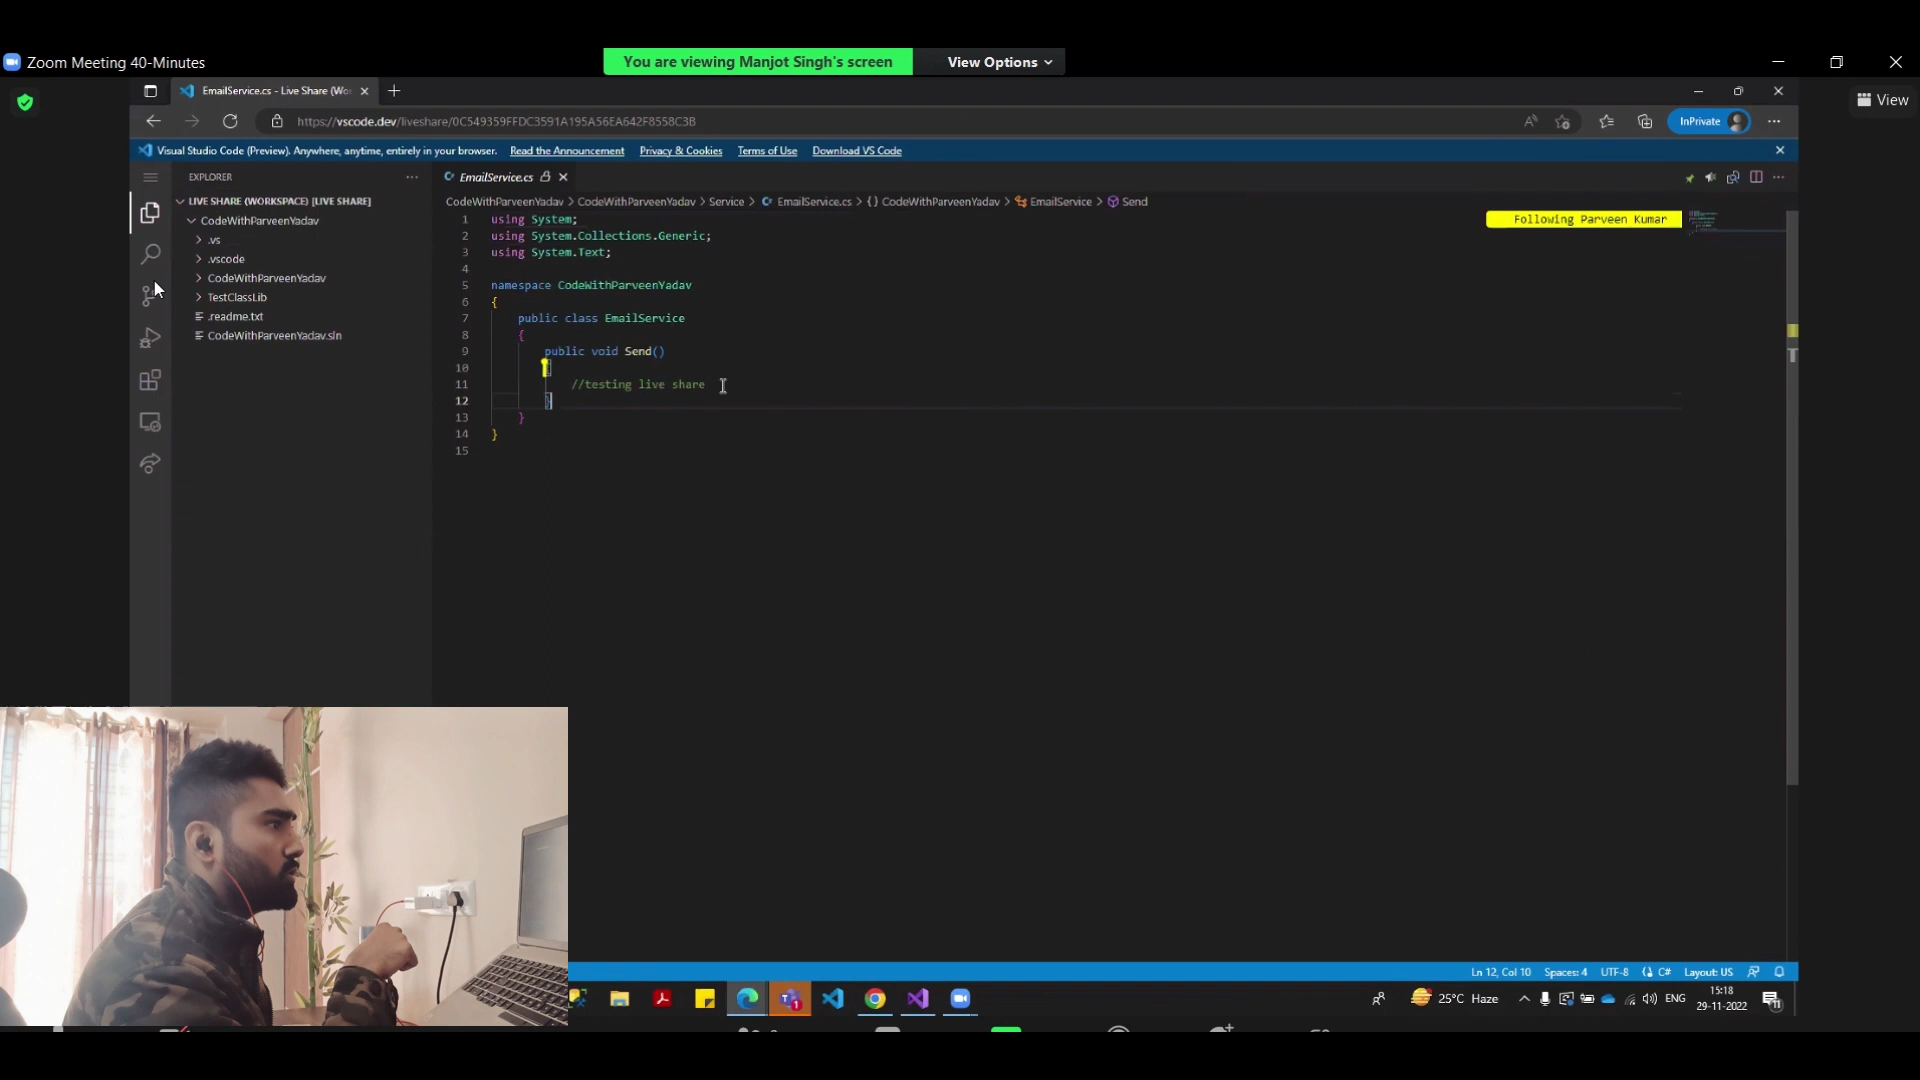 Zoom Meeting 40-Minutes
You are viewing Manjot Singh's screen
View Options
View
EmailService.cs - Live Share (Wo
https://vscode.dev/liveshare/0C549359FFDC3591A195A56EA642F8558C3B
InPrivate
Visual Studio Code (Preview). Anywhere, anytime, entirely in your browser. Read the Announcement Privacy & Cookies Terms of Use Download VS Code
EXPLORER
LIVE SHARE (WORKSPACE) [LIVE SHARE]
CodeWithParveenYadav
.vs
.vscode
CodeWithParveenYadav
TestClassLib
.readme.txt
CodeWithParveenYadav.sln
EmailService.cs
CodeWithParveenYadav > CodeWithParveenYadav > Service > EmailService.cs > {} CodeWithParveenYadav > EmailService > Send
Following Parveen Kumar
1 using System;
2 using System.Collections.Generic;
3 using System.Text;
4
5 namespace CodeWithParveenYadav
6 {
7 public class EmailService
8 {
9 public void Send()
10 {
11 //testing live share
12 }
13 }
14 }
15
Ln 12, Col 10 Spaces: 4 UTF-8 C# Layout: US
25°C Haze
ENG
15:18
29-11-2022